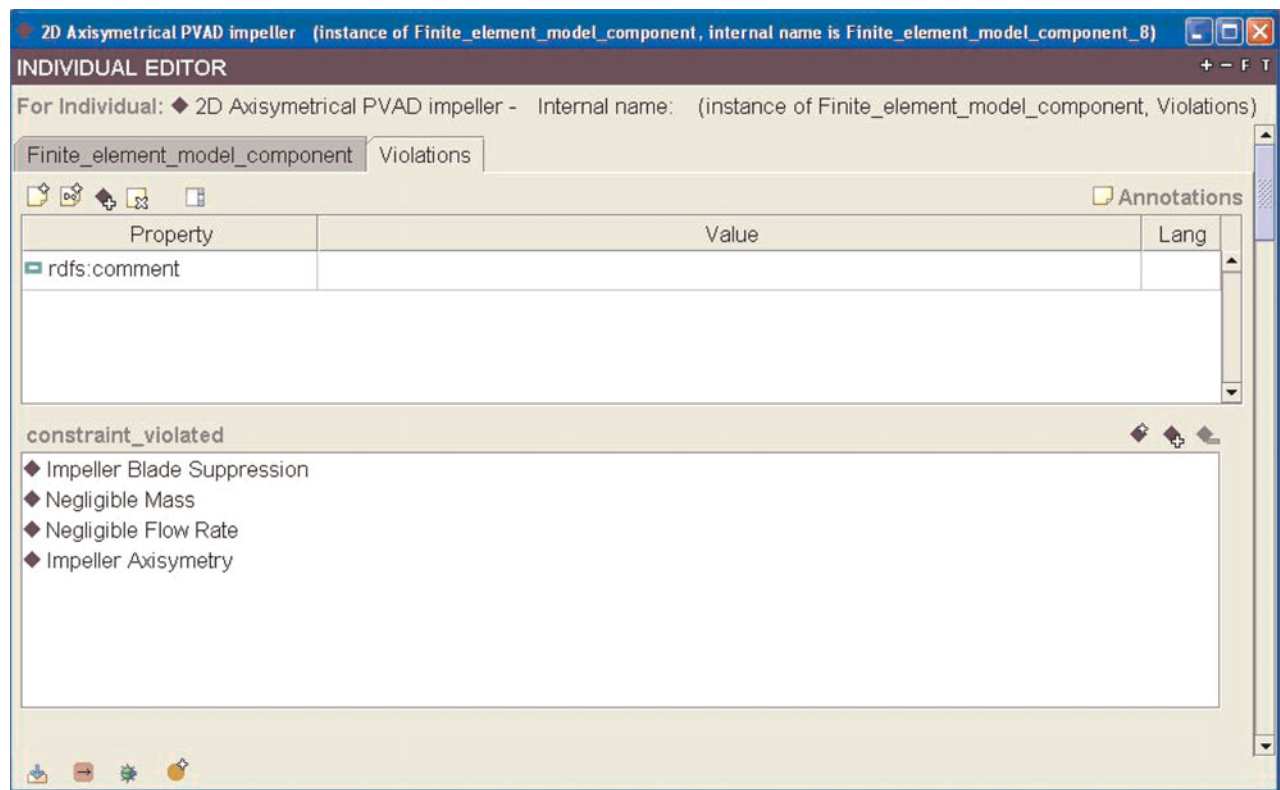 2D Axisymetrical PVAD impeller (instance of Finite_element_model_component, internal name is Finite_element_model_component_8)
INDIVIDUAL EDITOR + − F T
For Individual: 2D Axisymetrical PVAD impeller - Internal name: (instance of Finite_element_model_component, Violations)
Finite_element_model_component Violations
Annotations
Property Value Lang
rdfs:comment
constraint_violated
Impeller Blade Suppression
Negligible Mass
Negligible Flow Rate
Impeller Axisymetry